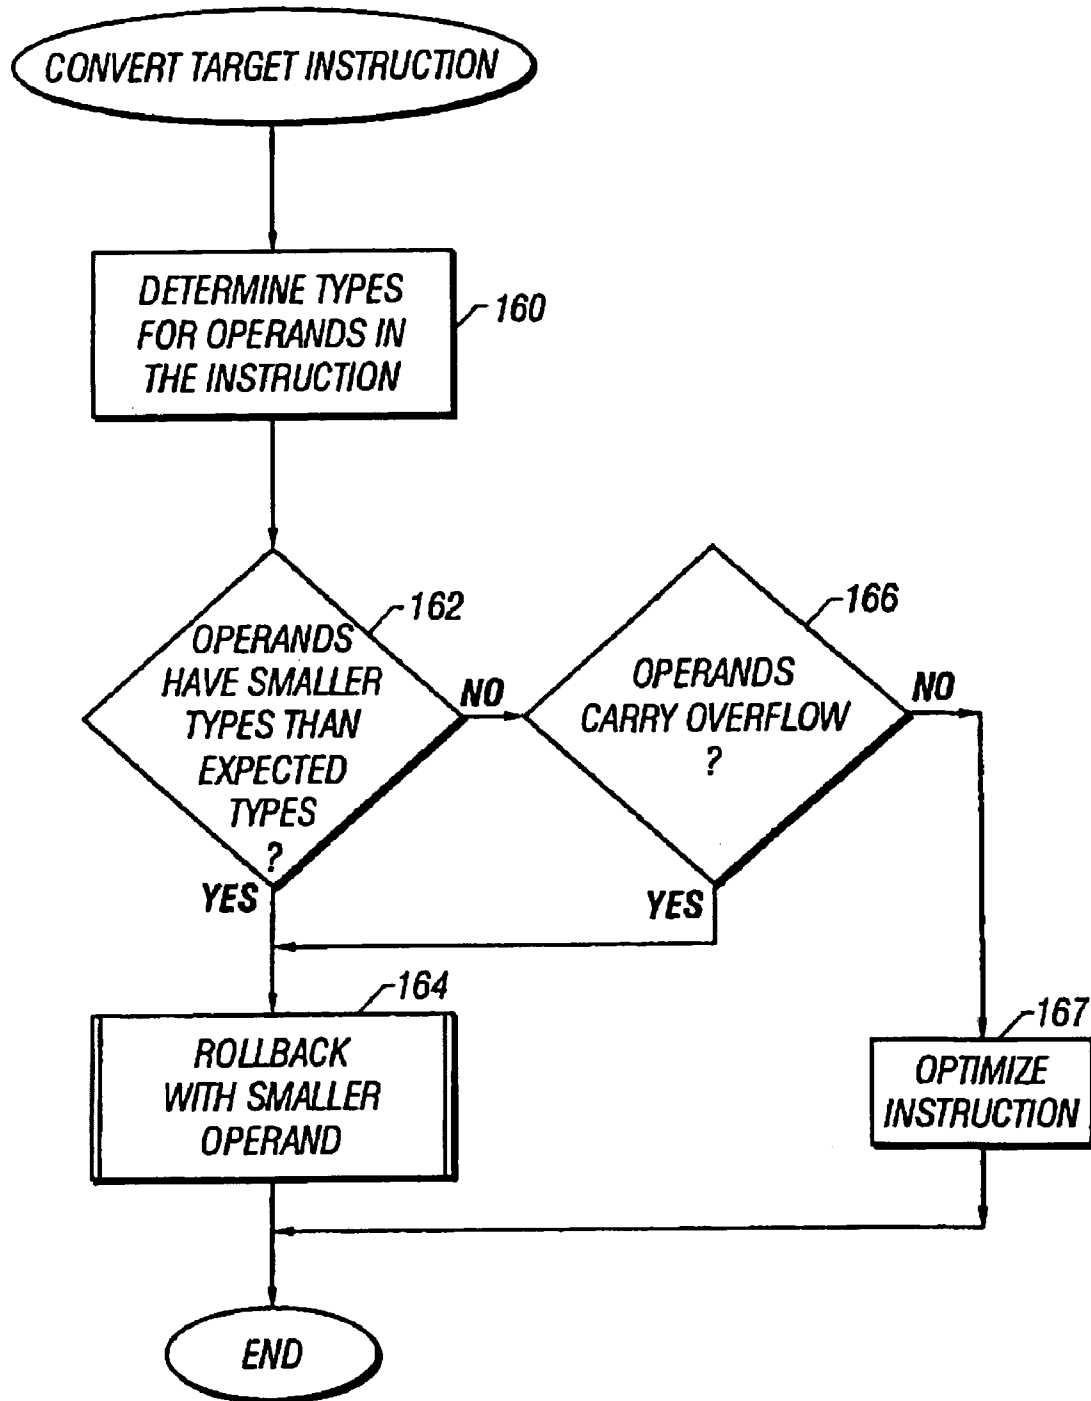 CONVERT TARGET INSTRUCTION
DETERMINE TYPES
FOR OPERANDS IN
THE INSTRUCTION
160
162
OPERANDS
HAVE SMALLER
TYPES THAN
EXPECTED
TYPES
?
NO
YES
166
OPERANDS
CARRY OVERFLOW
?
NO
YES
164
ROLLBACK
WITH SMALLER
OPERAND
167
OPTIMIZE
INSTRUCTION
END